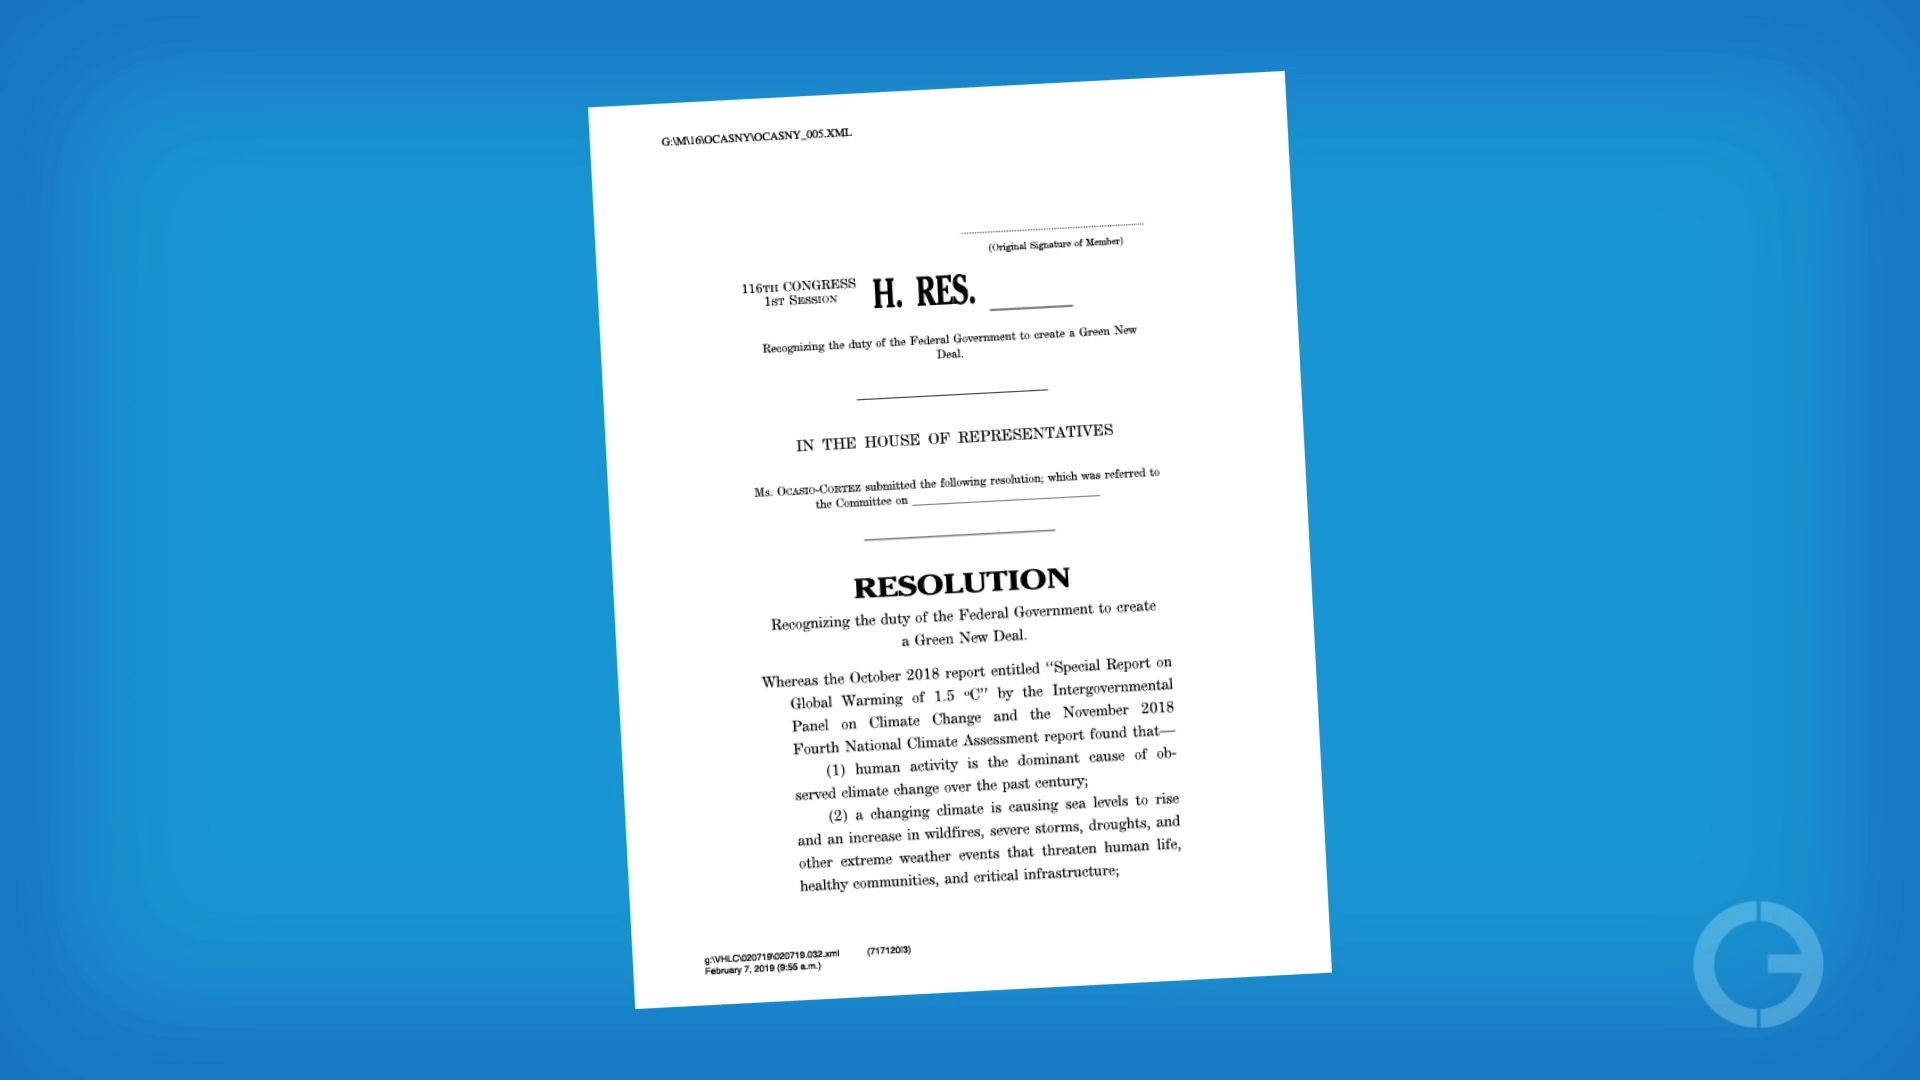 G:\M\16\OCASNY\OCASNY_005.XML
(Original Signature of Member)
116TH CONGRESS
1ST SESSION
H. RES.
Recognizing the duty of the Federal Government to create a Green New
Deal.
IN THE HOUSE OF REPRESENTATIVES
Ms. OCASIO-CORTEZ submitted the following resolution; which was referred to
the Committee on
RESOLUTION
Recognizing the duty of the Federal Government to create
a Green New Deal.
Whereas the October 2018 report entitled “Special Report on
Global Warming of 1.5 ºC” by the Intergovernmental
Panel on Climate Change and the November 2018
Fourth National Climate Assessment report found that—
(1) human activity is the dominant cause of ob-
served climate change over the past century;
(2) a changing climate is causing sea levels to rise
and an increase in wildfires, severe storms, droughts, and
other extreme weather events that threaten human life,
healthy communities, and critical infrastructure;
g:\VHLC\020719\020719.032.xml (717120|3)
February 7, 2019 (9:55 a.m.)